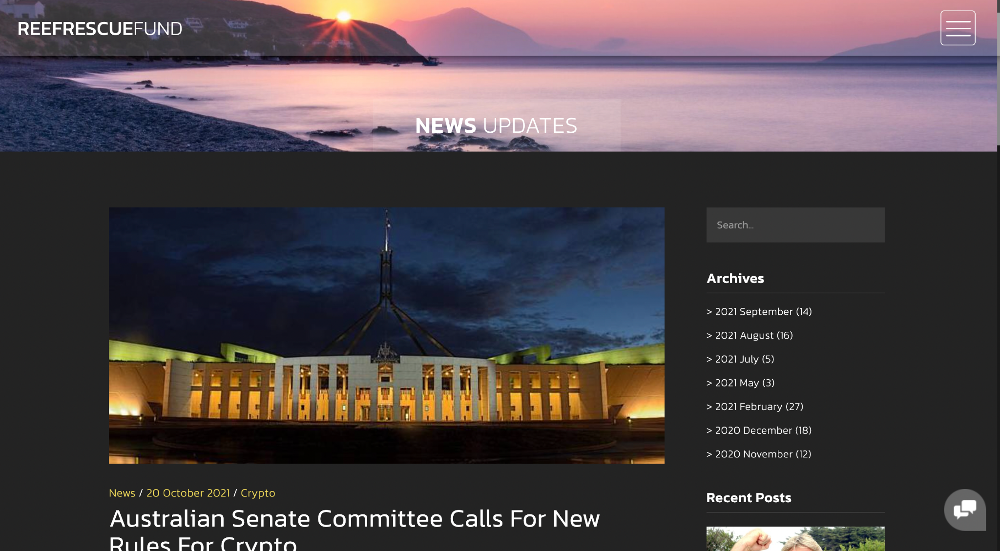 REEFRESCUEFUND
NEWS UPDATES
Search...
Archives
> 2021 September (14)
> 2021 August (16)
> 2021 July (5)
> 2021 May (3)
> 2021 February (27)
> 2020 December (18)
> 2020 November (12)
News / 20 October 2021 / Crypto
Australian Senate Committee Calls For New
Rules For Crypto
Recent Posts